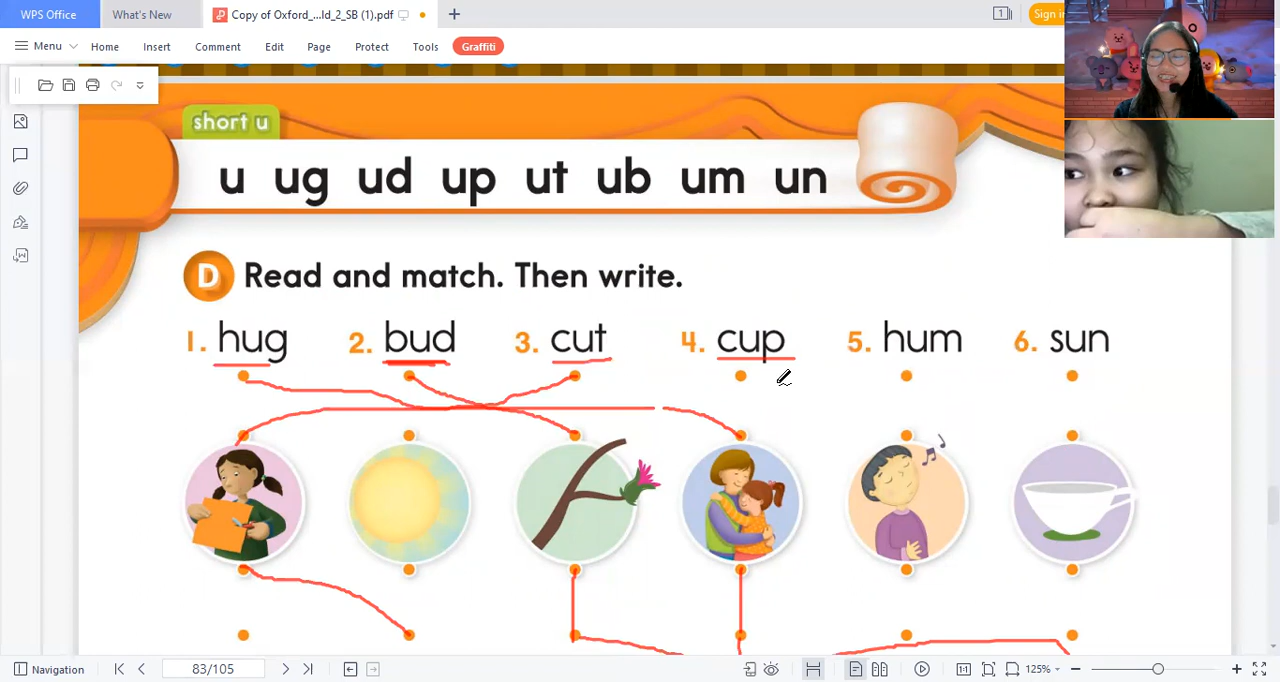 WPS Office What's New Copy of Oxford_...ld_2_SB (1).pdf 1 Sign in
Menu Home Insert Comment Edit Page Protect Tools Graffiti
short u
u ug ud up ut ub um un
D Read and match. Then write.
1. hug 2. bud 3. cut 4. cup 5. hum 6. sun
Navigation 83/105 125%